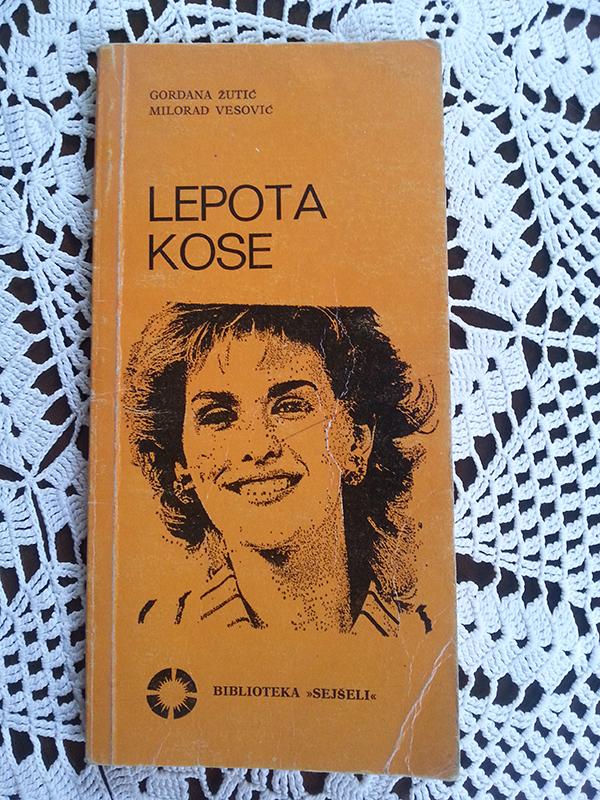 GORDANA ŽUTIĆ
MILORAD VESOVIĆ
LEPOTA
KOSE
BIBLIOTEKA »SEJŠELI«